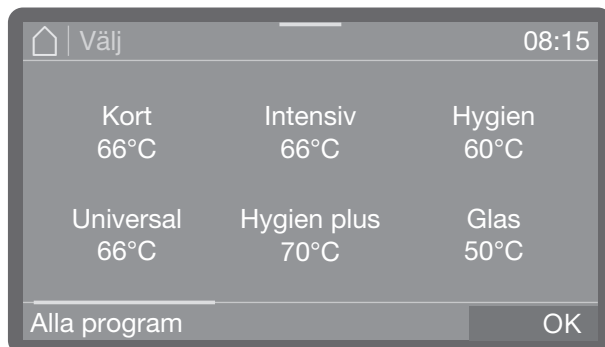 Välj 08:15
Kort Intensiv Hygien
66°C 66°C 60°C
Universal Hygien plus Glas
66°C 70°C 50°C
Alla program OK